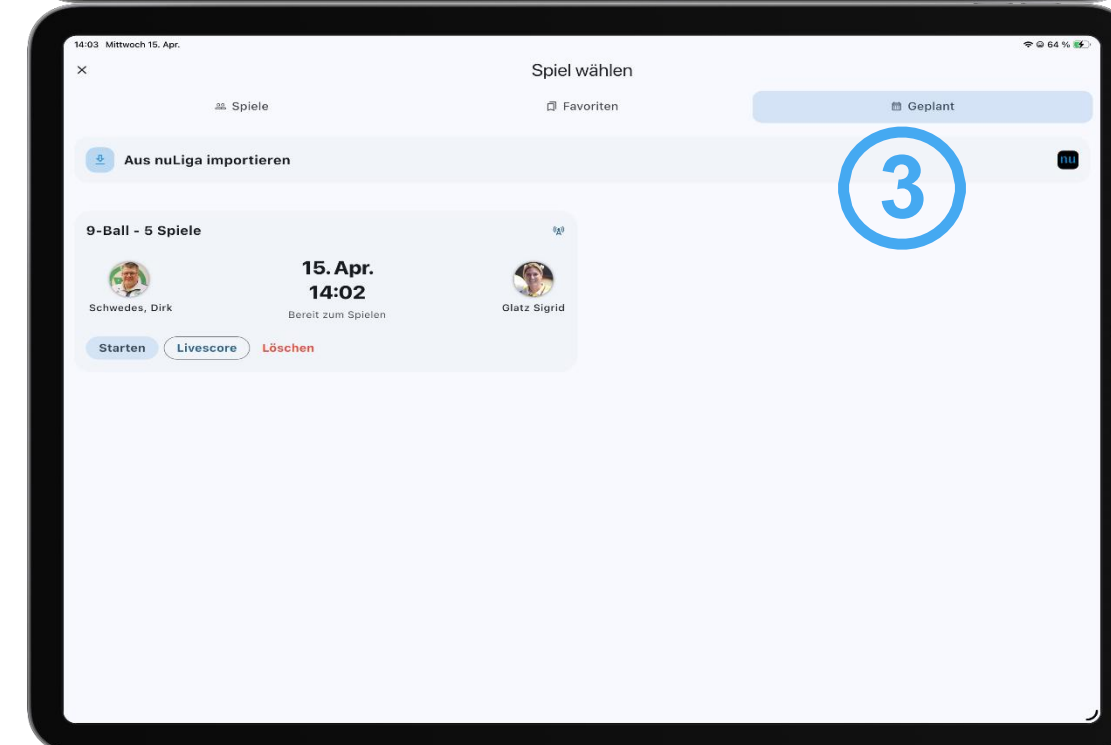 14:03 Mittwoch 15. Apr.
64 %
Spiel wählen
Spiele
Favoriten
Geplant
Aus nuLiga importieren
nu
3
9-Ball - 5 Spiele
15. Apr.
14:02
Schwedes, Dirk
Bereit zum Spielen
Glatz Sigrid
Starten
Livescore
Löschen